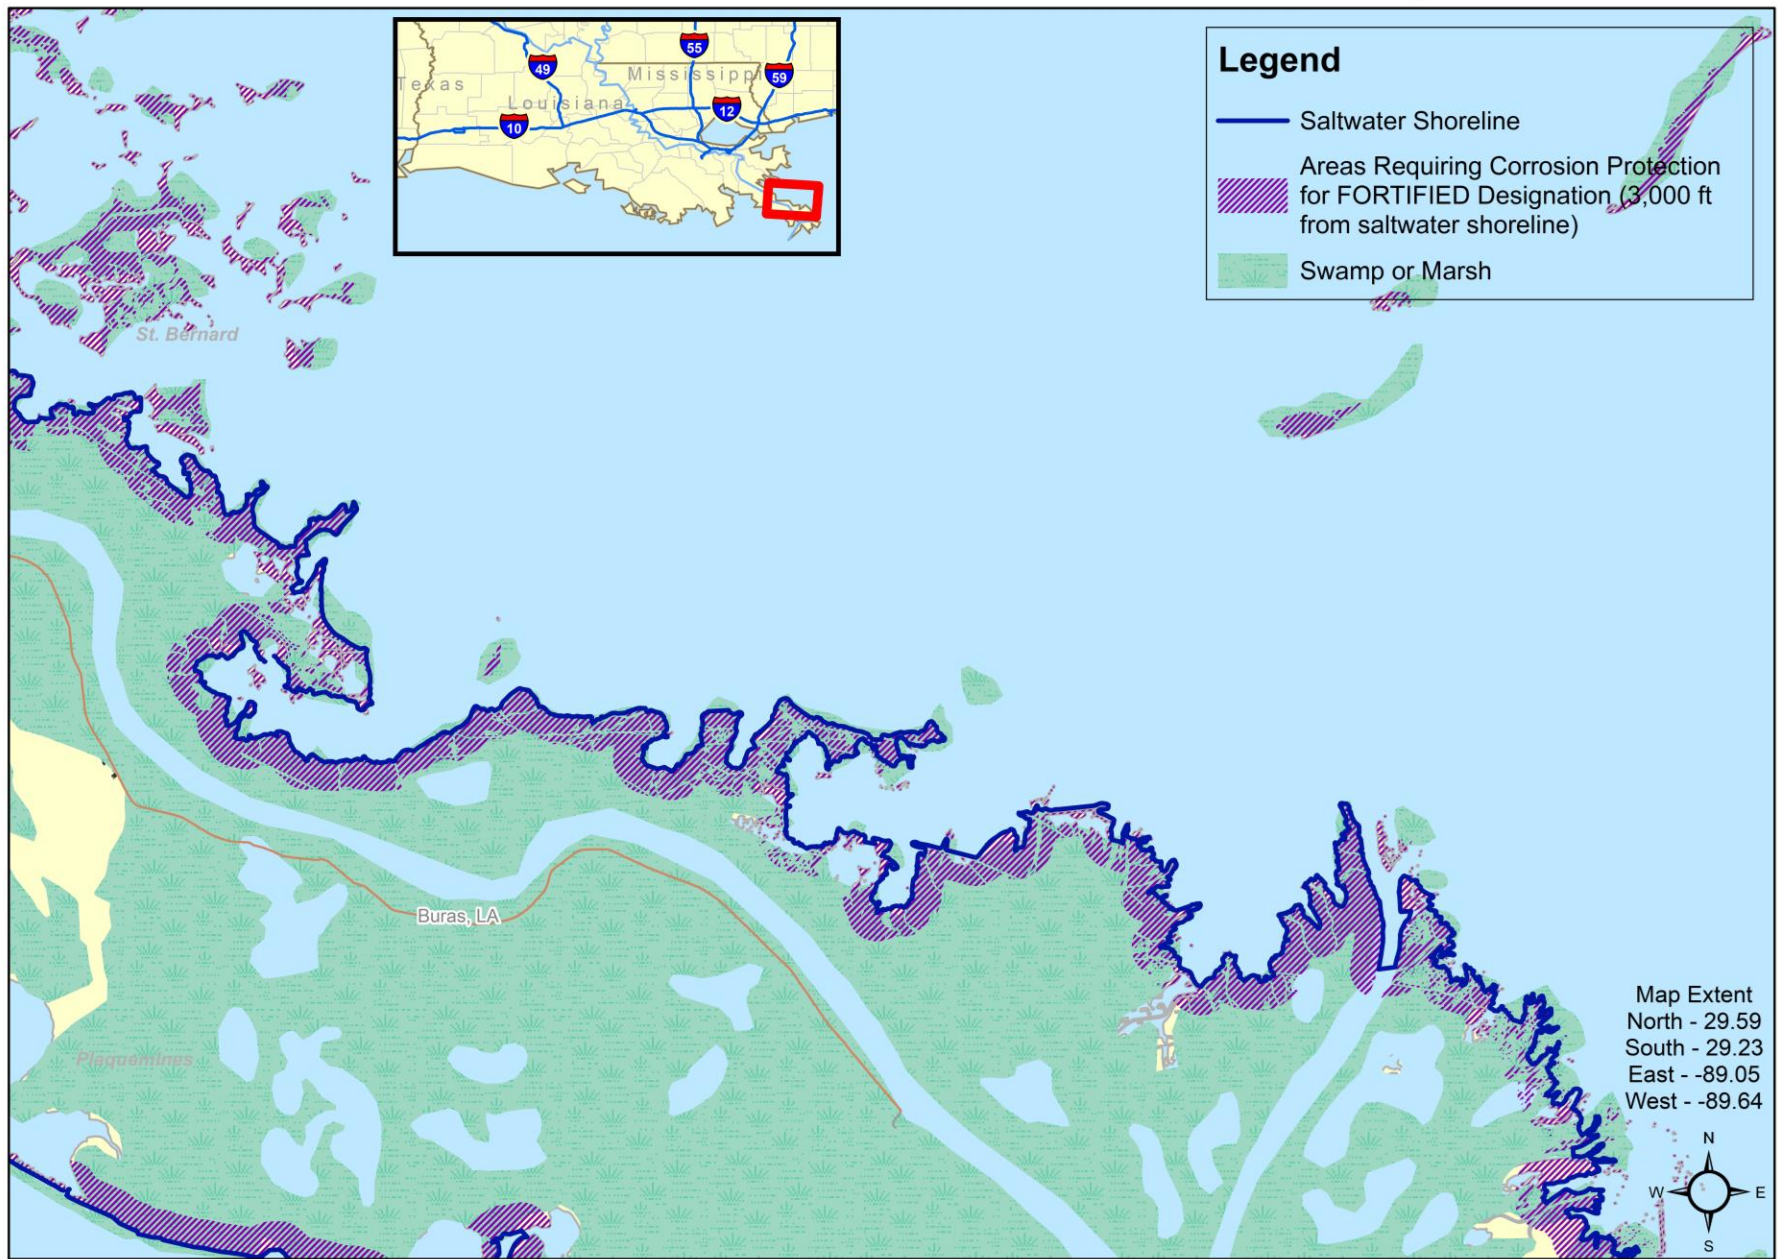 Texas
Louisiana
Mississippi
49
55
59
12
10
Legend
Saltwater Shoreline
Areas Requiring Corrosion Protection
for FORTIFIED Designation (3,000 ft
from saltwater shoreline)
Swamp or Marsh
St. Bernard
Buras, LA
Plaquemines
Map Extent
North - 29.59
South - 29.23
East - -89.05
West - -89.64
N
W E
S